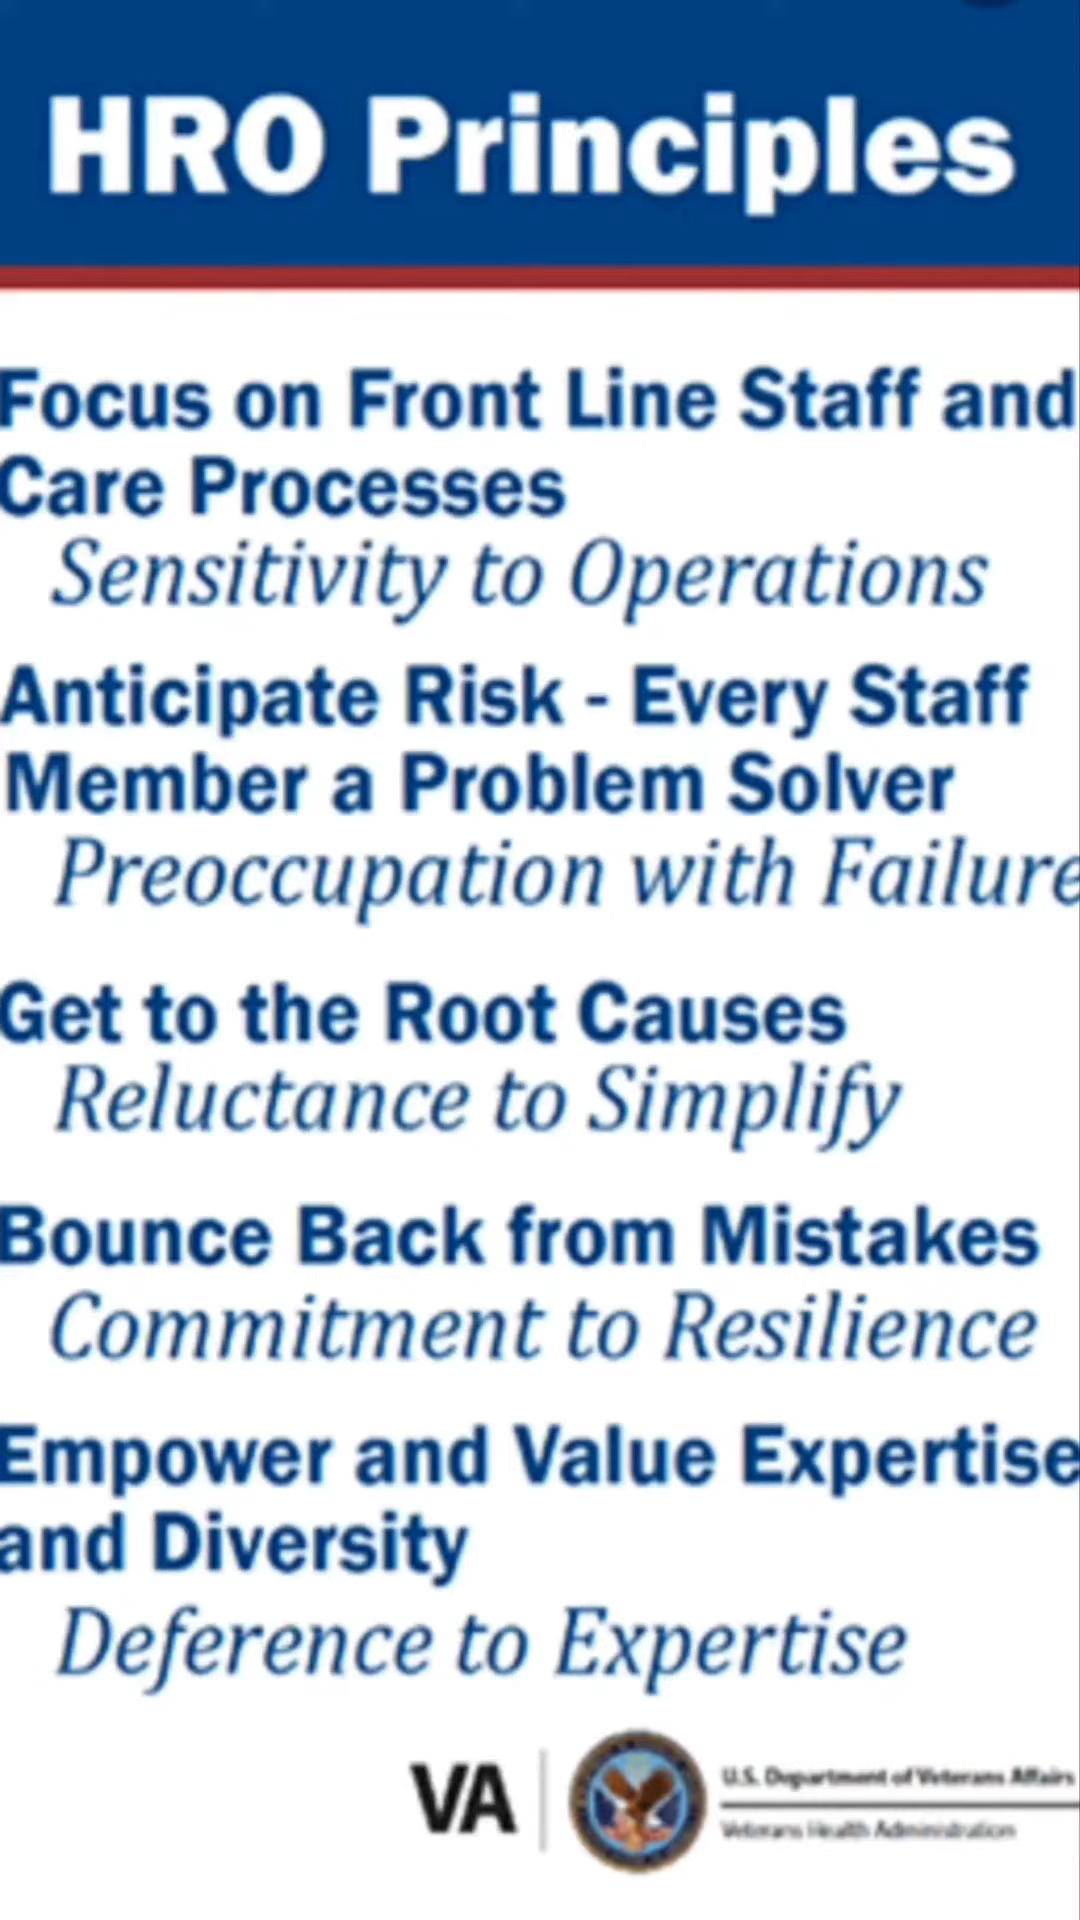 HRO Principles
Focus on Front Line Staff and
Care Processes
Sensitivity to Operations
Anticipate Risk - Every Staff
Member a Problem Solver
Preoccupation with Failure
Get to the Root Causes
Reluctance to Simplify
Bounce Back from Mistakes
Commitment to Resilience
Empower and Value Expertise
and Diversity
Deference to Expertise
VA
U.S. Department of Veterans Affairs
Veterans Health Administration